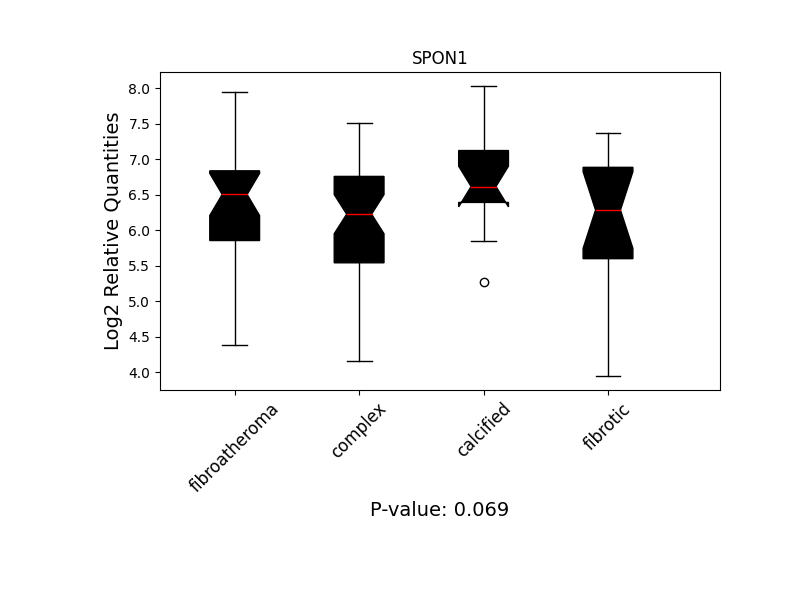 SPON1
Log2 Relative Quantities
8.0
7.5
7.0
6.5
6.0
5.5
5.0
4.5
4.0
fibroatheroma
complex
calcified
fibrotic
P-value: 0.069